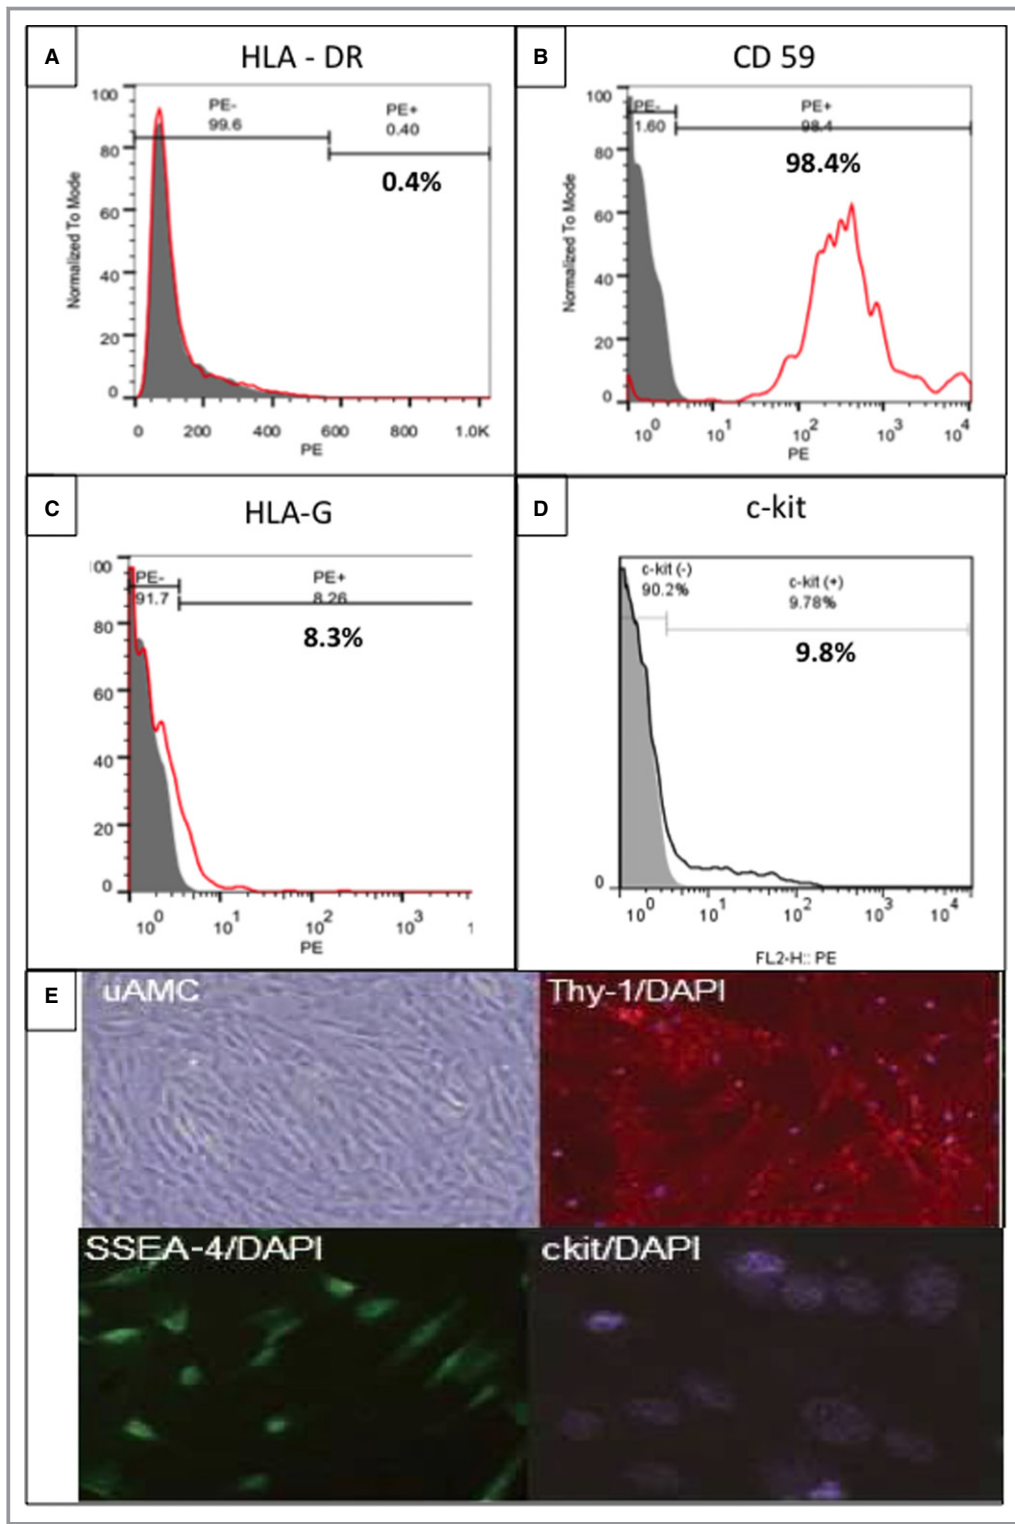 A
HLA - DR
100
80
60
40
20
0
Normalized To Mode
PE-
99.6
PE+
0.40
0.4%
0 200 400 600 800 1.0K
PE
B
CD 59
100
80
60
40
20
0
Normalized To Mode
PE-
1.60
PE+
98.4
98.4%
10^0 10^1 10^2 10^3 10^4
PE
C
HLA-G
00
80
60
40
20
0
PE-
91.7
PE+
8.26
8.3%
10^0 10^1 10^2 10^3 1
PE
D
c-kit
c-kit (-)
90.2%
c-kit (+)
9.78%
9.8%
0
10^0 10^1 10^2 10^3 10^4
FL2-H:: PE
E
uAMC
Thy-1/DAPI
SSEA-4/DAPI
ckit/DAPI